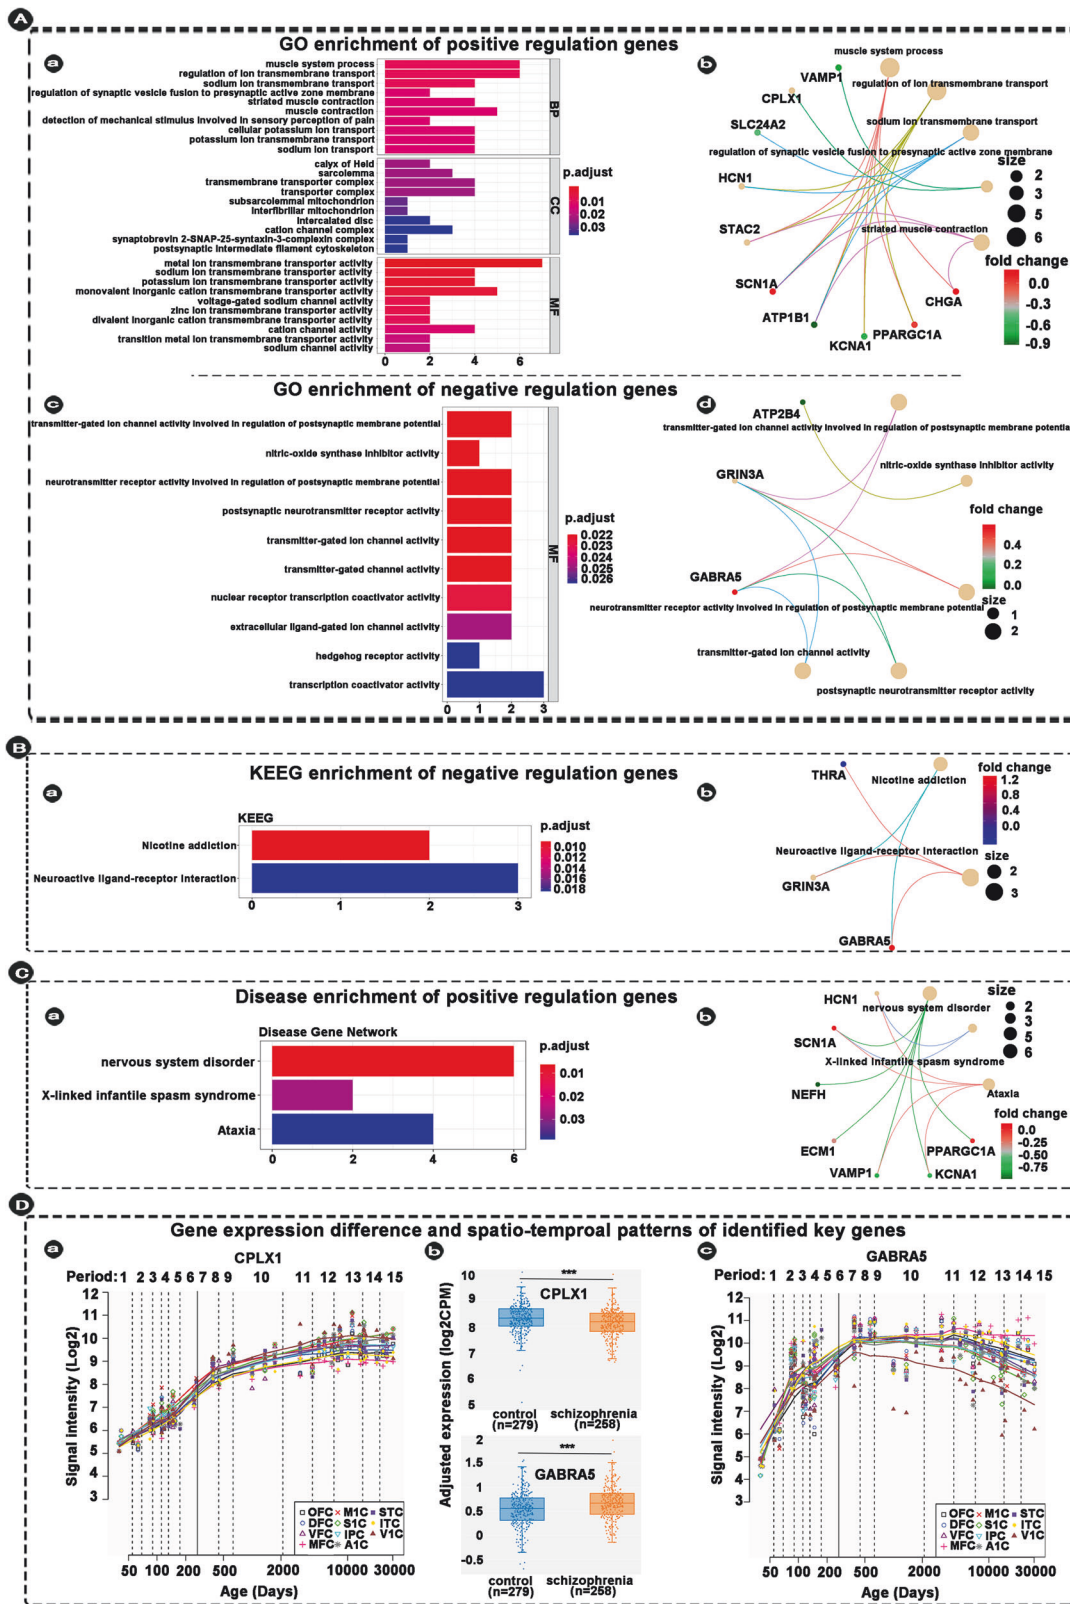 A
GO enrichment of positive regulation genes
a
muscle system process
regulation of ion transmembrane transport
sodium ion transmembrane transport
regulation of synaptic vesicle fusion to presynaptic active zone membrane
striated muscle contraction
muscle contraction
detection of mechanical stimulus involved in sensory perception of pain
cellular potassium ion transport
potassium ion transmembrane transport
sodium ion transport
BP
calyx of Held
sarcolemma
transmembrane transporter complex
transporter complex
subsarcolemmal mitochondrion
interfibrillar mitochondrion
intercalated disc
cation channel complex
synaptobrevin 2-SNAP-25-syntaxin-3-complexin complex
postsynaptic intermediate filament cytoskeleton
CC
metal ion transmembrane transporter activity
sodium ion transmembrane transporter activity
potassium ion transmembrane transporter activity
monovalent inorganic cation transmembrane transporter activity
voltage-gated sodium channel activity
zinc ion transmembrane transporter activity
divalent inorganic cation transmembrane transporter activity
cation channel activity
transition metal ion transmembrane transporter activity
sodium channel activity
MF
0 2 4 6
p.adjust
0.01
0.02
0.03
b
muscle system process
VAMP1
regulation of ion transmembrane transport
CPLX1
SLC24A2
sodium ion transmembrane transport
regulation of synaptic vesicle fusion to presynaptic active zone membrane
HCN1
STAC2
striated muscle contraction
SCN1A
CHGA
ATP1B1
PPARGC1A
KCNA1
size
2
3
5
6
fold change
0.0
-0.3
-0.6
-0.9
GO enrichment of negative regulation genes
c
transmitter-gated ion channel activity involved in regulation of postsynaptic membrane potential
nitric-oxide synthase inhibitor activity
neurotransmitter receptor activity involved in regulation of postsynaptic membrane potential
postsynaptic neurotransmitter receptor activity
transmitter-gated ion channel activity
transmitter-gated channel activity
nuclear receptor transcription coactivator activity
extracellular ligand-gated ion channel activity
hedgehog receptor activity
transcription coactivator activity
MF
0 1 2 3
p.adjust
0.022
0.023
0.024
0.025
0.026
d
ATP2B4
transmitter-gated ion channel activity involved in regulation of postsynaptic membrane potential
nitric-oxide synthase inhibitor activity
GRIN3A
GABRA5
neurotransmitter receptor activity involved in regulation of postsynaptic membrane potential
transmitter-gated ion channel activity
postsynaptic neurotransmitter receptor activity
fold change
0.4
0.2
0.0
size
1
2
B
KEEG enrichment of negative regulation genes
a
KEEG
Nicotine addiction
Neuroactive ligand-receptor interaction
0 1 2 3
p.adjust
0.010
0.012
0.014
0.016
0.018
b
THRA
Nicotine addiction
Neuroactive ligand-receptor interaction
GRIN3A
GABRA5
fold change
1.2
0.8
0.4
0.0
size
2
3
C
Disease enrichment of positive regulation genes
a
Disease Gene Network
nervous system disorder
X-linked infantile spasm syndrome
Ataxia
0 2 4 6
p.adjust
0.01
0.02
0.03
b
HCN1
nervous system disorder
SCN1A
X-linked infantile spasm syndrome
NEFH
Ataxia
ECM1
PPARGC1A
VAMP1
KCNA1
size
2
3
5
6
fold change
0.0
-0.25
-0.50
-0.75
D
Gene expression difference and spatio-temproal patterns of identified key genes
a
CPLX1
Period: 1 2 3 4 5 6 7 8 9 10 11 12 13 14 15
Signal intensity (Log2)
12
11
10
9
8
7
6
5
4
3
OFC M1C STC
DFC S1C ITC
VFC IPC V1C
MFC A1C
50 100 200 500 2000 5000 30000
Age (Days)
b
Adjusted expression (log2CPM)
10
9
8
7
6
5
***
CPLX1
control schizophrenia
(n=279) (n=258)
2
1.5
1.0
0.5
0
-0.5
***
GABRA5
control schizophrenia
(n=279) (n=258)
c
GABRA5
Period: 1 2 3 4 5 6 7 8 9 10 11 12 13 14 15
Signal intensity (Log2)
12
11
10
9
8
7
6
5
4
3
OFC M1C STC
DFC S1C ITC
VFC IPC V1C
MFC A1C
50 100 200 500 2000 5000 30000
Age (Days)